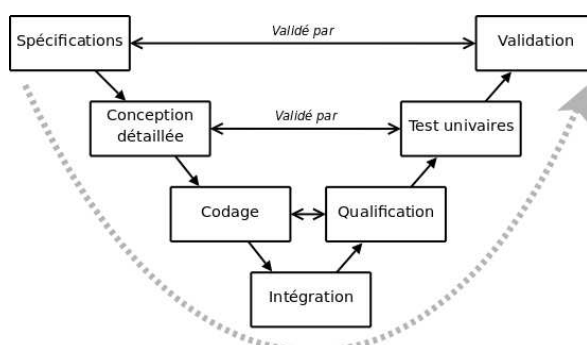 Spécifications
Validé par
Validation
Conception
détaillée
Validé par
Test univaires
Codage
Qualification
Intégration